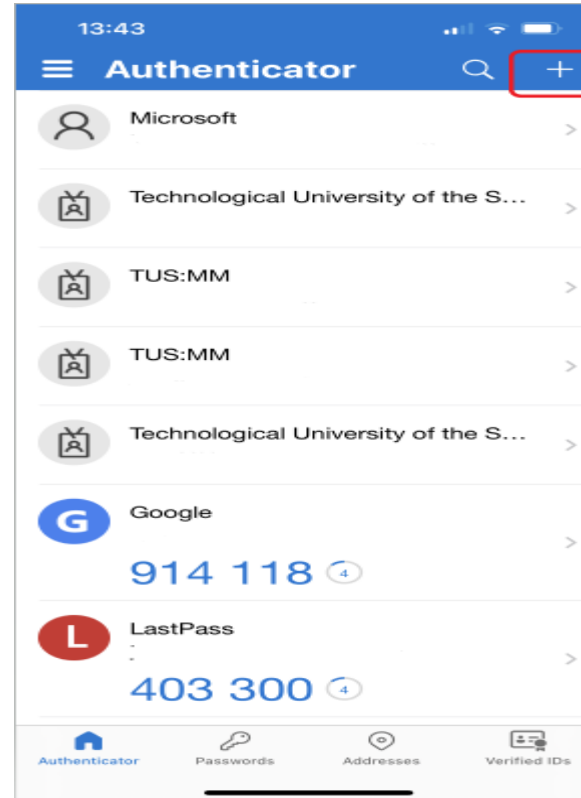 13:43
Authenticator
Microsoft
Technological University of the S...
TUS:MM
TUS:MM
Technological University of the S...
G
Google
914 118 4
L
LastPass
403 300 4
Authenticator
Passwords
Addresses
Verified IDs